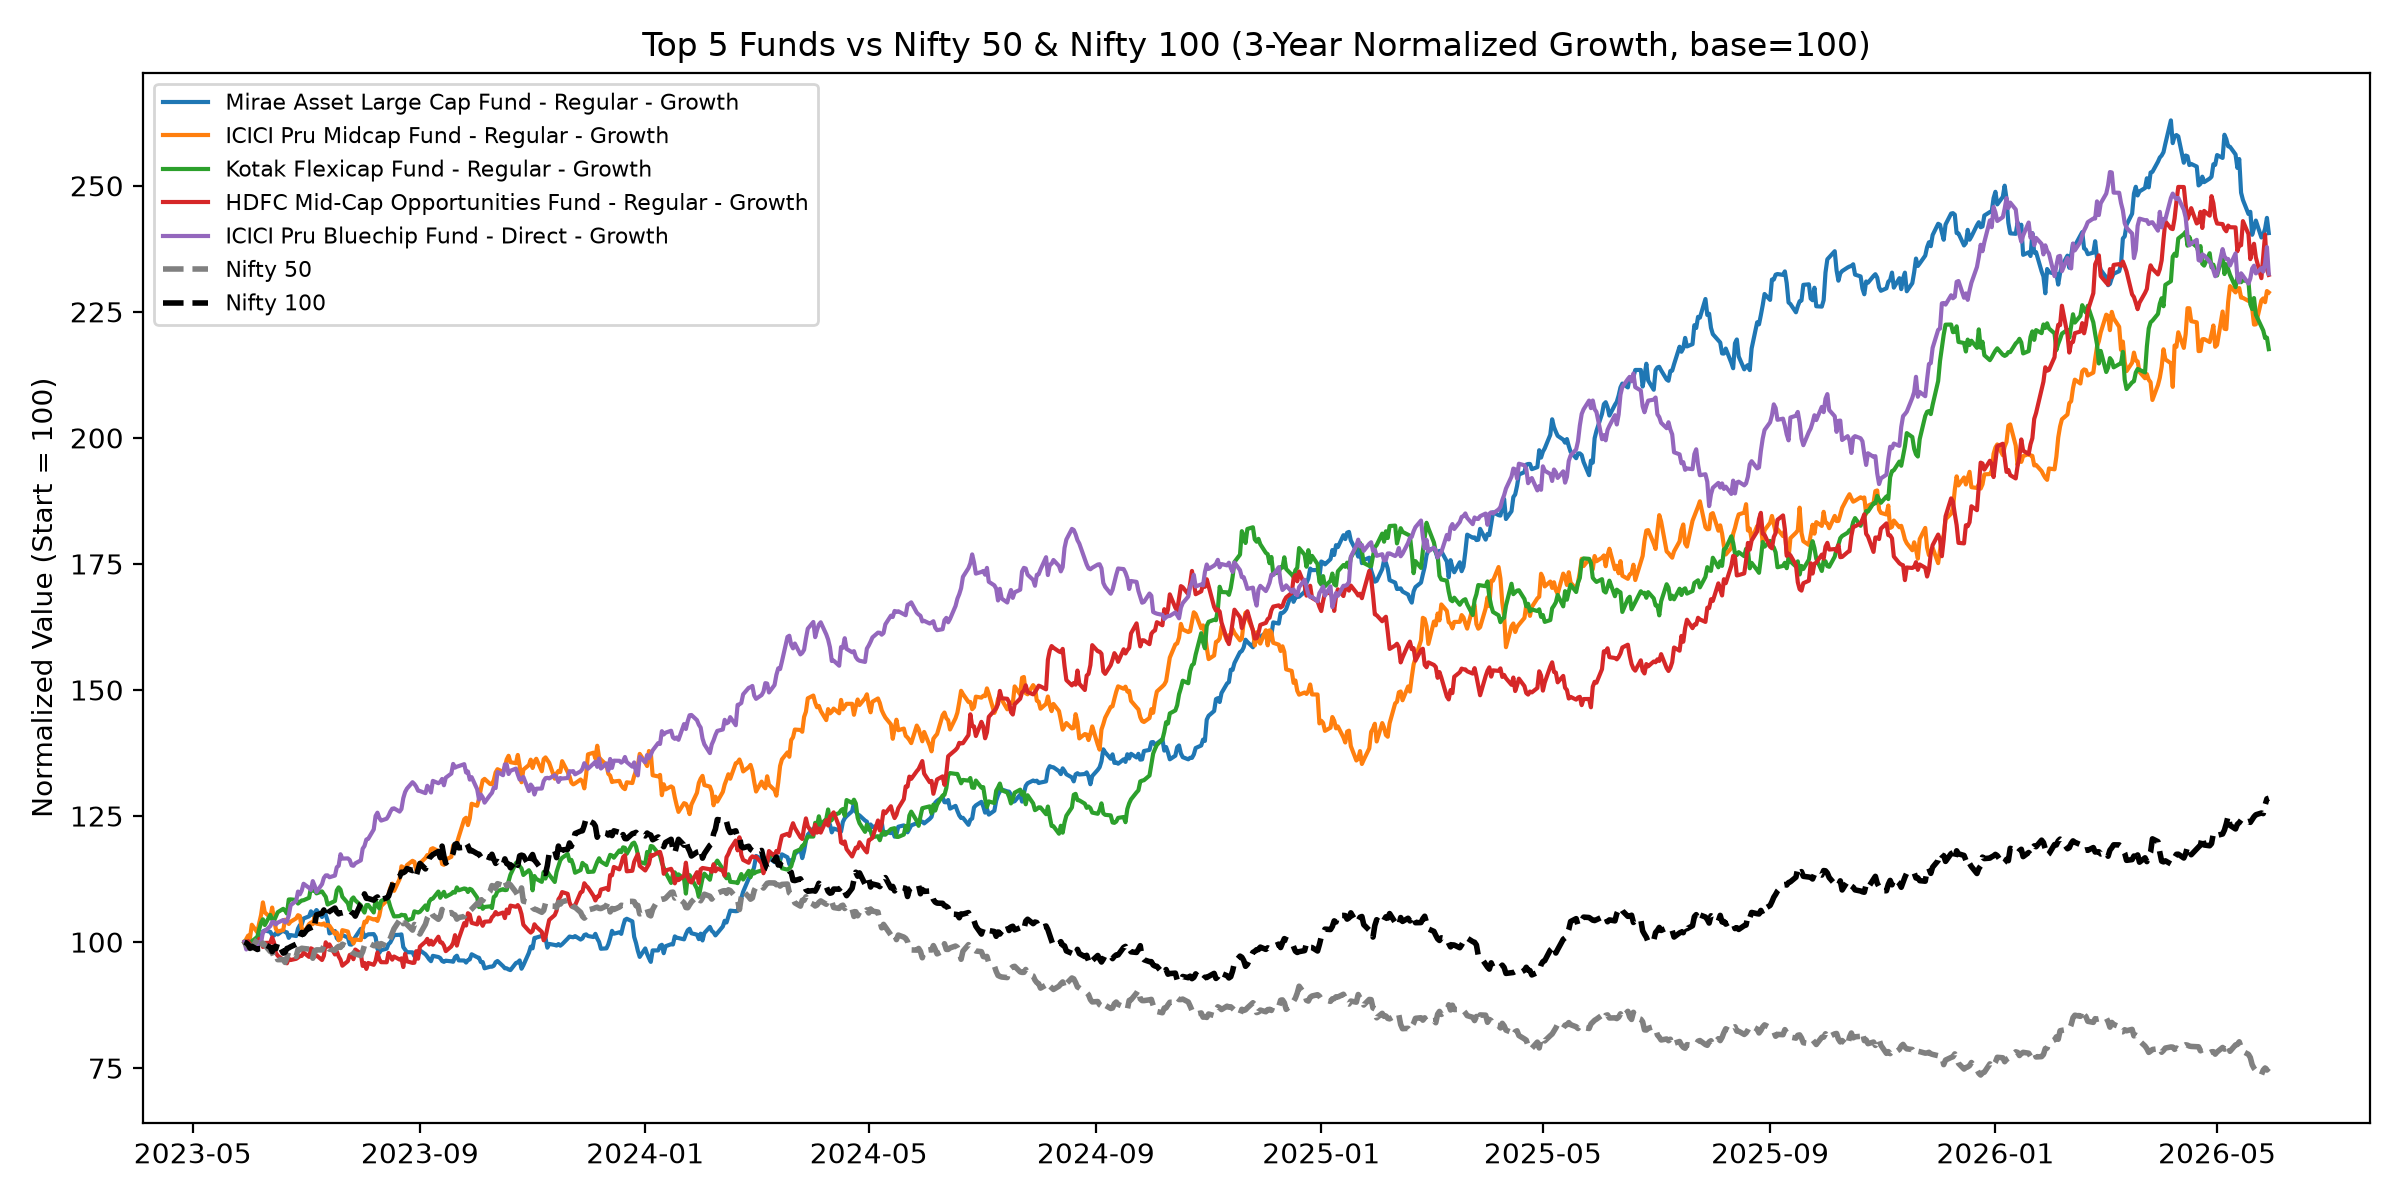 Top 5 Funds vs Nifty 50 & Nifty 100 (3-Year Normalized Growth, base=100)
Mirae Asset Large Cap Fund - Regular - Growth
ICICI Pru Midcap Fund - Regular - Growth
Kotak Flexicap Fund - Regular - Growth
HDFC Mid-Cap Opportunities Fund - Regular - Growth
ICICI Pru Bluechip Fund - Direct - Growth
Nifty 50
Nifty 100
Normalized Value (Start = 100)
250
225
200
175
150
125
100
75
2023-05 2023-09 2024-01 2024-05 2024-09 2025-01 2025-05 2025-09 2026-01 2026-05